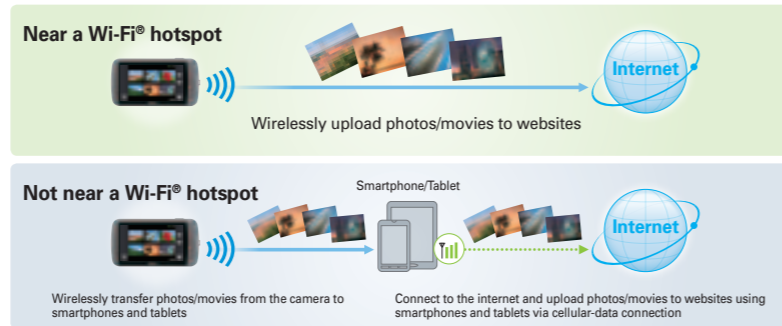 Near a Wi-Fi® hotspot
Internet
Wirelessly upload photos/movies to websites
Not near a Wi-Fi® hotspot
Smartphone/Tablet
Internet
Wirelessly transfer photos/movies from the camera to
smartphones and tablets
Connect to the internet and upload photos/movies to websites using
smartphones and tablets via cellular-data connection